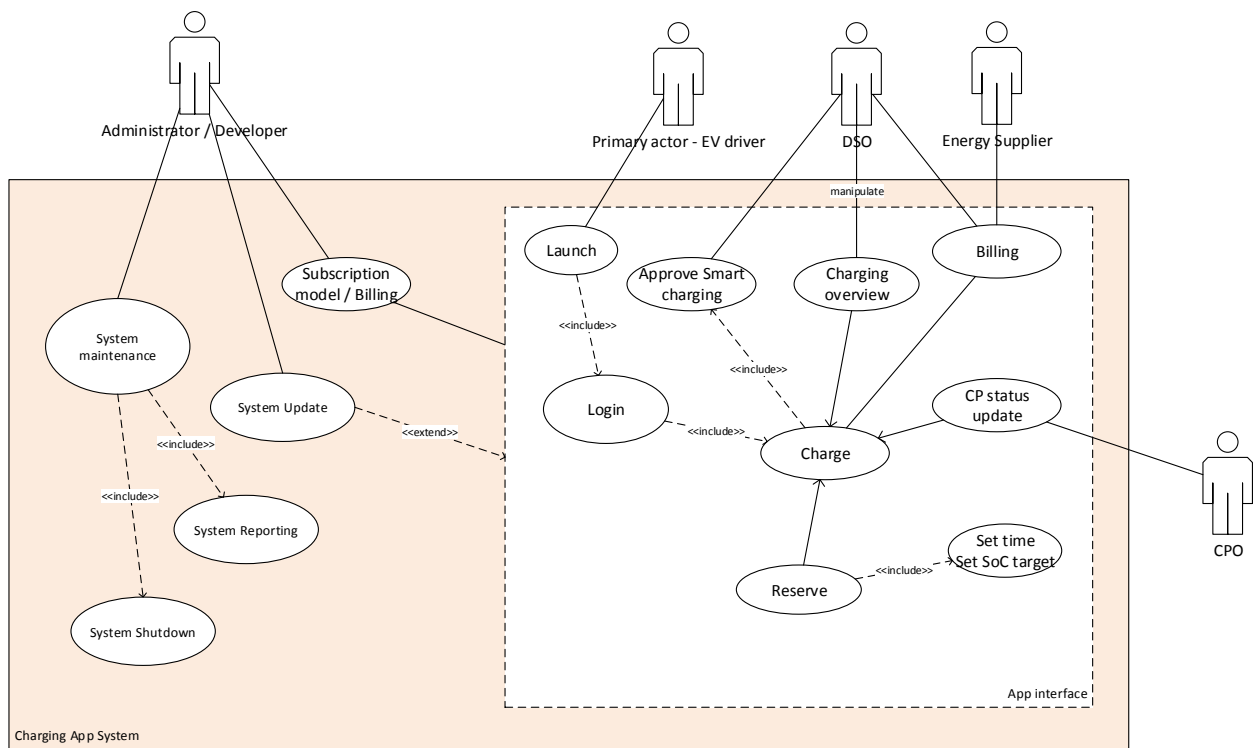 Administrator / Developer
Primary actor - EV driver
DSO
Energy Supplier
manipulate
Launch
Approve Smart
charging
Charging
overview
Billing
Subscription
model / Billing
<<include>>
System
maintenance
<<include>>
System Update
<<extend>>
Login
<<include>>
CP status
update
Charge
<<include>>
<<include>>
System Reporting
CPO
Set time
Set SoC target
<<include>>
Reserve
System Shutdown
App interface
Charging App System